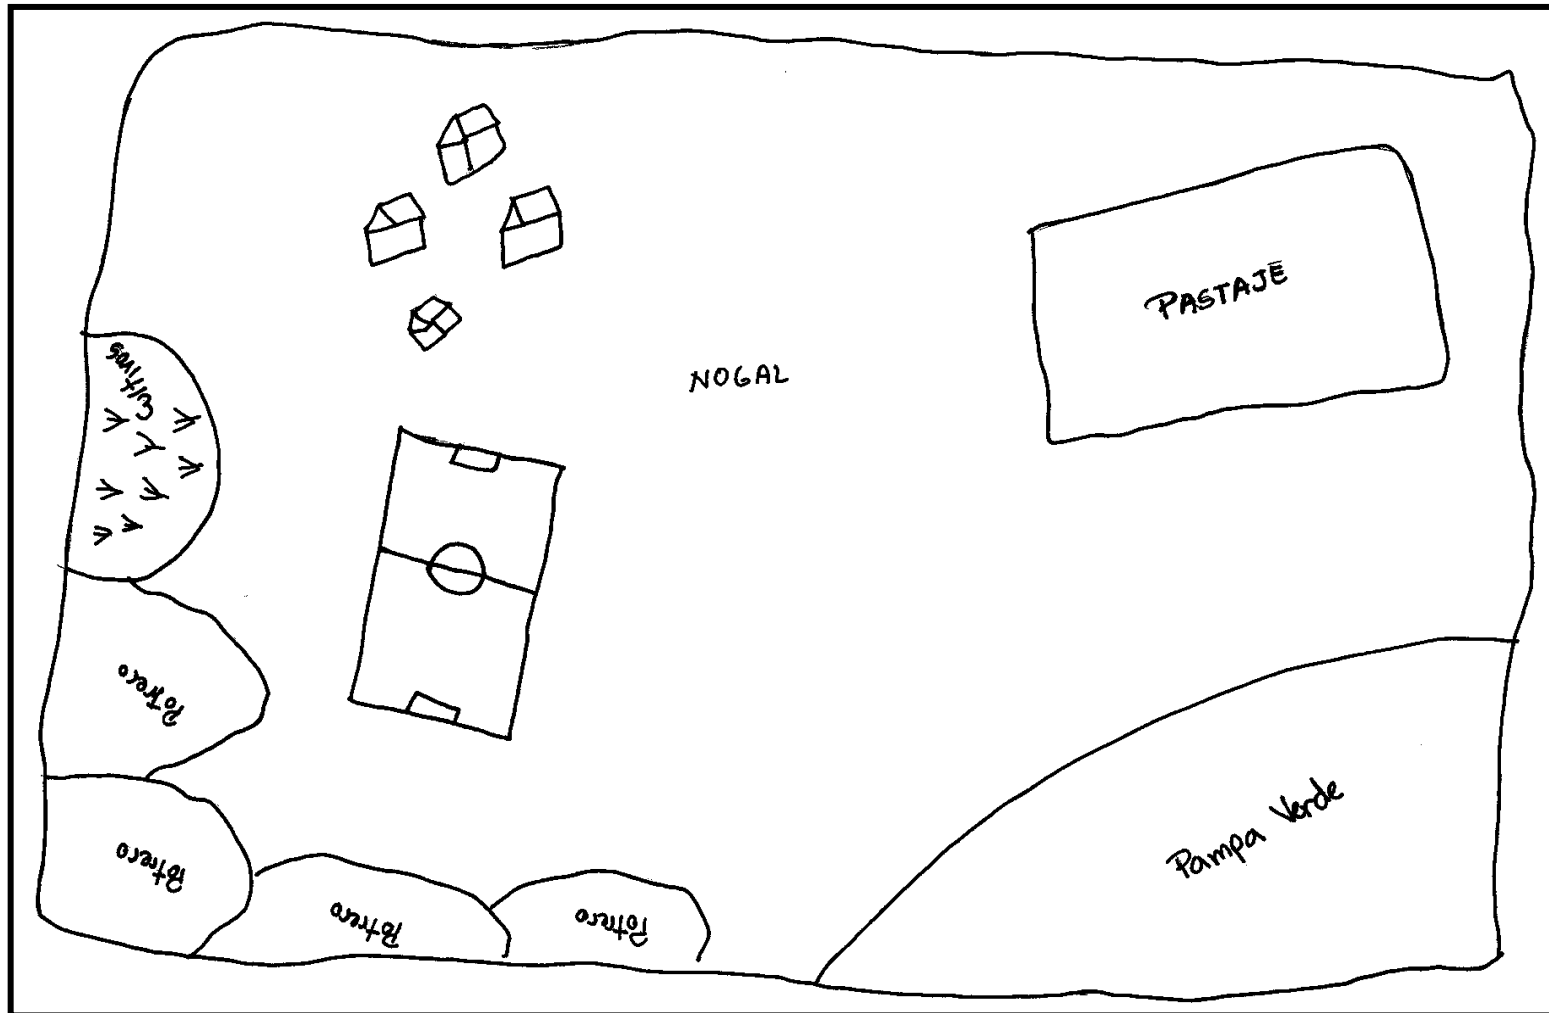 PASTAJE
Cultivos
NOGAL
Potrero
Pampa Verde
Potrero
Potrero
Potrero